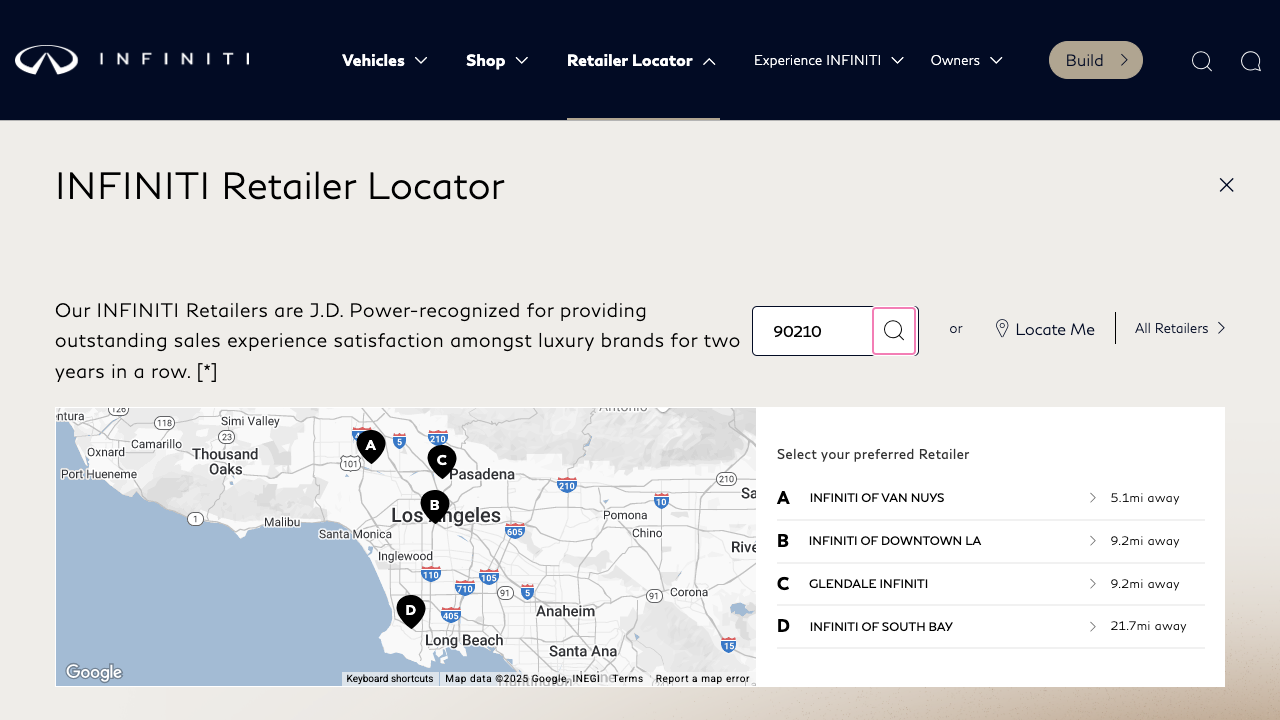 INFINITI
Vehicles
Shop
Retailer Locator
Experience INFINITI
Owners
Build
INFINITI Retailer Locator
Our INFINITI Retailers are J.D. Power-recognized for providing
outstanding sales experience satisfaction amongst luxury brands for two
years in a row. [*]
90210
or
Locate Me
All Retailers
ntura
126
118
Simi Valley
Antonio
Oxnard
Camarillo
23
Thousand
Oaks
101
A
5
210
C
Pasadena
Port Hueneme
210
210
Sa
10
1
Malibu
B
Los Angeles
Pomona
605
Santa Monica
Chino
Inglewood
Rive
110
105
710
91
5
91
Corona
D
405
Anaheim
Long Beach
15
Santa Ana
Google
Keyboard shortcuts
Map data ©2025 Google, INEGI
Terms
Report a map error
Select your preferred Retailer
A INFINITI OF VAN NUYS 5.1mi away
B INFINITI OF DOWNTOWN LA 9.2mi away
C GLENDALE INFINITI 9.2mi away
D INFINITI OF SOUTH BAY 21.7mi away